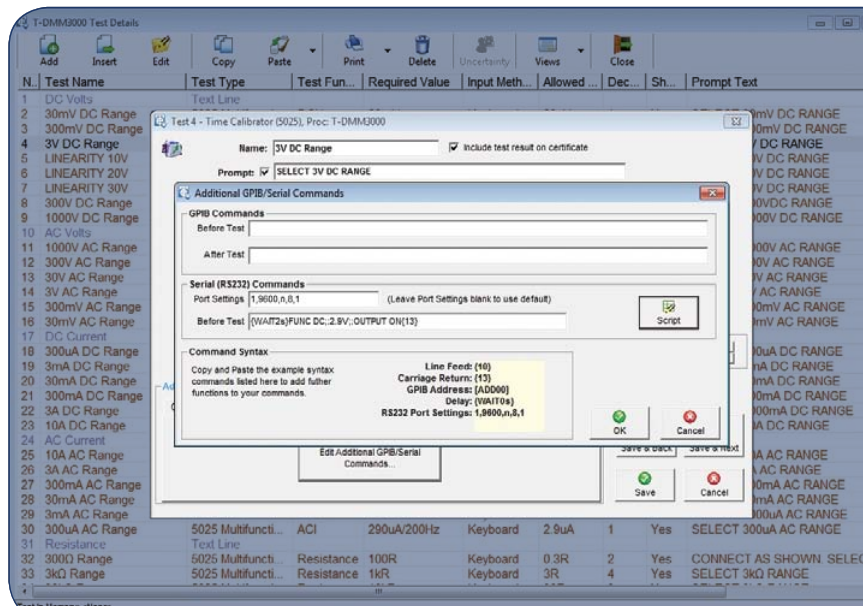 T-DMM3000 Test Details
Add Insert Edit Copy Paste Print Delete Uncertainty Views Close
N.. Test Name Test Type Test Fun... Required Value Input Meth... Allowed ... Dec... Sh... Prompt Text
1 DC Volts Text Line
2 30mV DC Range
3 300mV DC Range
4 3V DC Range
5 LINEARITY 10V
6 LINEARITY 20V
7 LINEARITY 30V
8 300V DC Range
9 1000V DC Range
10 AC Volts
11 1000V AC Range
12 300V AC Range
13 30V AC Range
14 3V AC Range
15 300mV AC Range
16 30mV AC Range
17 DC Current
18 300uA DC Range
19 3mA DC Range
20 30mA DC Range
21 300mA DC Range
22 3A DC Range
23 10A DC Range
24 AC Current
25 10A AC Range
26 3A AC Range
27 300mA AC Range
28 30mA AC Range
29 3mA AC Range
30 300uA AC Range 5025 Multifuncti... ACI 290uA/200Hz Keyboard 2.9uA 1 Yes SELECT 300uA AC RANGE
31 Resistance Text Line
32 300Ω Range 5025 Multifuncti... Resistance 100R Keyboard 0.3R 2 Yes CONNECT AS SHOWN. SELEC
33 3kΩ Range 5025 Multifuncti... Resistance 1kR Keyboard 3R 4 Yes SELECT 3kΩ RANGE
Test 4 - Time Calibrator (5025), Proc: T-DMM3000
Name: 3V DC Range Include test result on certificate
Prompt: SELECT 3V DC RANGE
Additional GPIB/Serial Commands
GPIB Commands
Before Test
After Test
Serial (RS232) Commands
Port Settings 1,9600,n,8,1 (Leave Port Settings blank to use default)
Before Test {WAIT2s}FUNC DC;:2.9V;:OUTPUT ON{13}
Script
Command Syntax
Copy and Paste the example syntax
commands listed here to add futher
functions to your commands.
Line Feed: {10}
Carriage Return: {13}
GPIB Address: {ADD00}
Delay: {WAIT0s}
RS232 Port Settings: 1,9600,n,8,1
OK Cancel
Edit Additional GPIB/Serial
Commands...
Save & Back Save & Next
Save Cancel